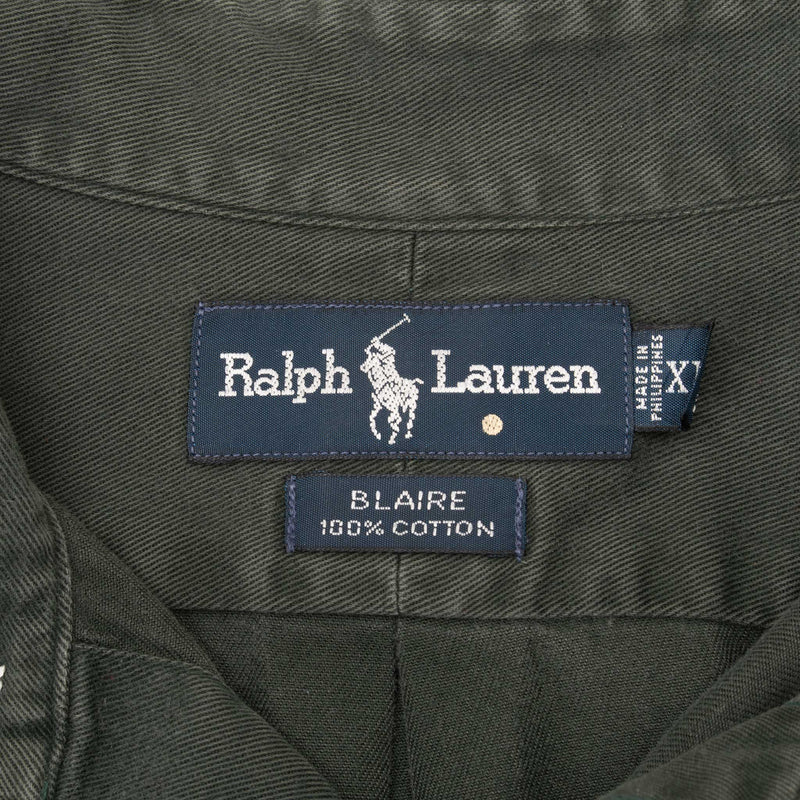 Ralph Lauren
MADE IN
PHILIPPINES
BLAIRE
100% COTTON